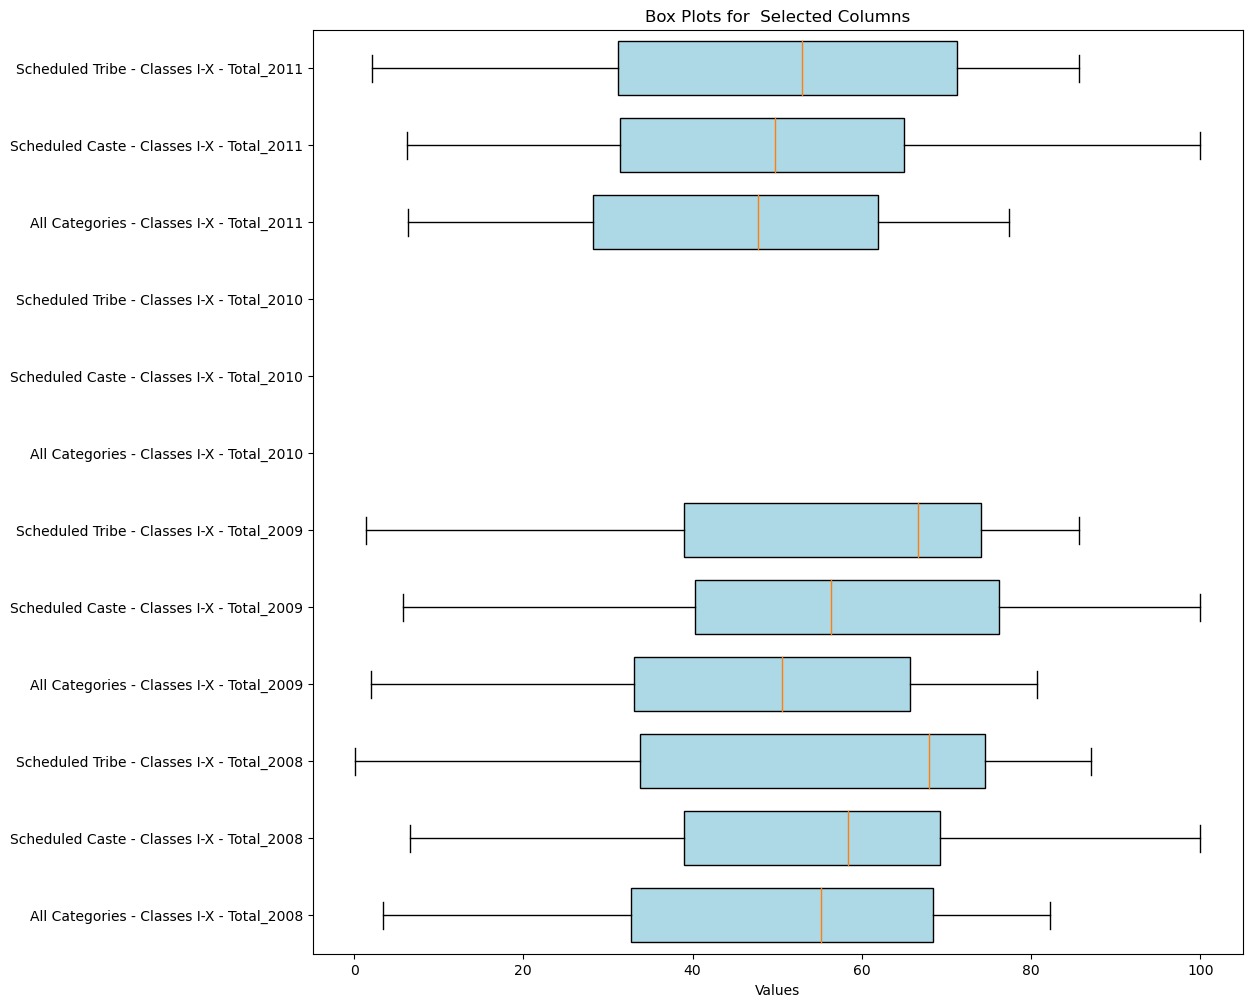 Box Plots for  Selected Columns
Scheduled Tribe - Classes I-X - Total_2011
Scheduled Caste - Classes I-X - Total_2011
All Categories - Classes I-X - Total_2011
Scheduled Tribe - Classes I-X - Total_2010
Scheduled Caste - Classes I-X - Total_2010
All Categories - Classes I-X - Total_2010
Scheduled Tribe - Classes I-X - Total_2009
Scheduled Caste - Classes I-X - Total_2009
All Categories - Classes I-X - Total_2009
Scheduled Tribe - Classes I-X - Total_2008
Scheduled Caste - Classes I-X - Total_2008
All Categories - Classes I-X - Total_2008
0 20 40 60 80 100
Values